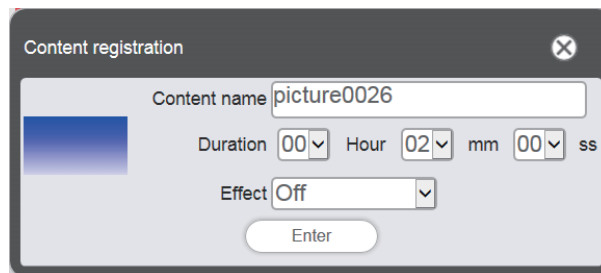 Content registration
Content name picture0026
Duration 00 Hour 02 mm 00 ss
Effect Off
Enter